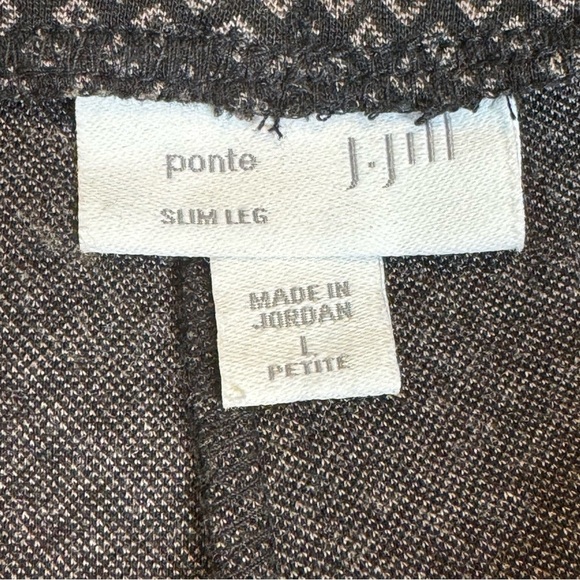 ponte
J.Jill
SLIM LEG
MADE IN
JORDAN
L
PETITE